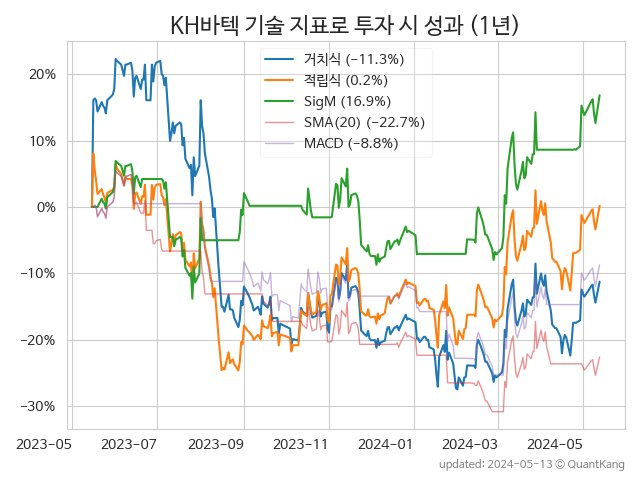 KH바텍 기술 지표로 투자 시 성과 (1년)
거치식 (−11.3%)
적립식 (0.2%)
SigM (16.9%)
SMA(20) (−22.7%)
MACD (−8.8%)
20%
10%
0%
−10%
−20%
−30%
2023-05 2023-07 2023-09 2023-11 2024-01 2024-03 2024-05
updated: 2024-05-13 © QuantKang